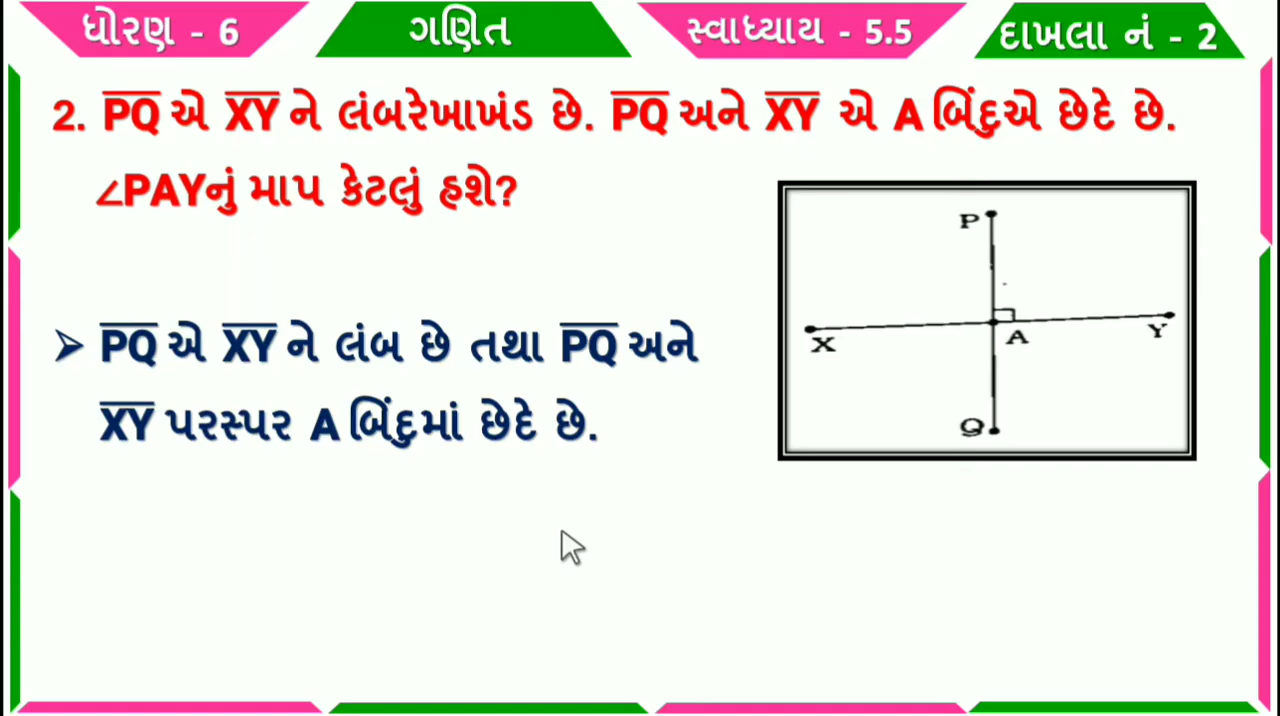 ધોરણ - 6
ગણિત
સ્વાધ્યાય - 5.5
દાખલા નં - 2
2. PQ એ XY ને લંબરેખાખંડ છે. PQ અને XY એ A બિંદુએ છેદે છે.
∠PAYનું માપ કેટલું હશે?
P
X
A
Y
Q
➢ PQ એ XY ને લંબ છે તથા PQ અને
XY પરસ્પર A બિંદુમાં છેદે છે.